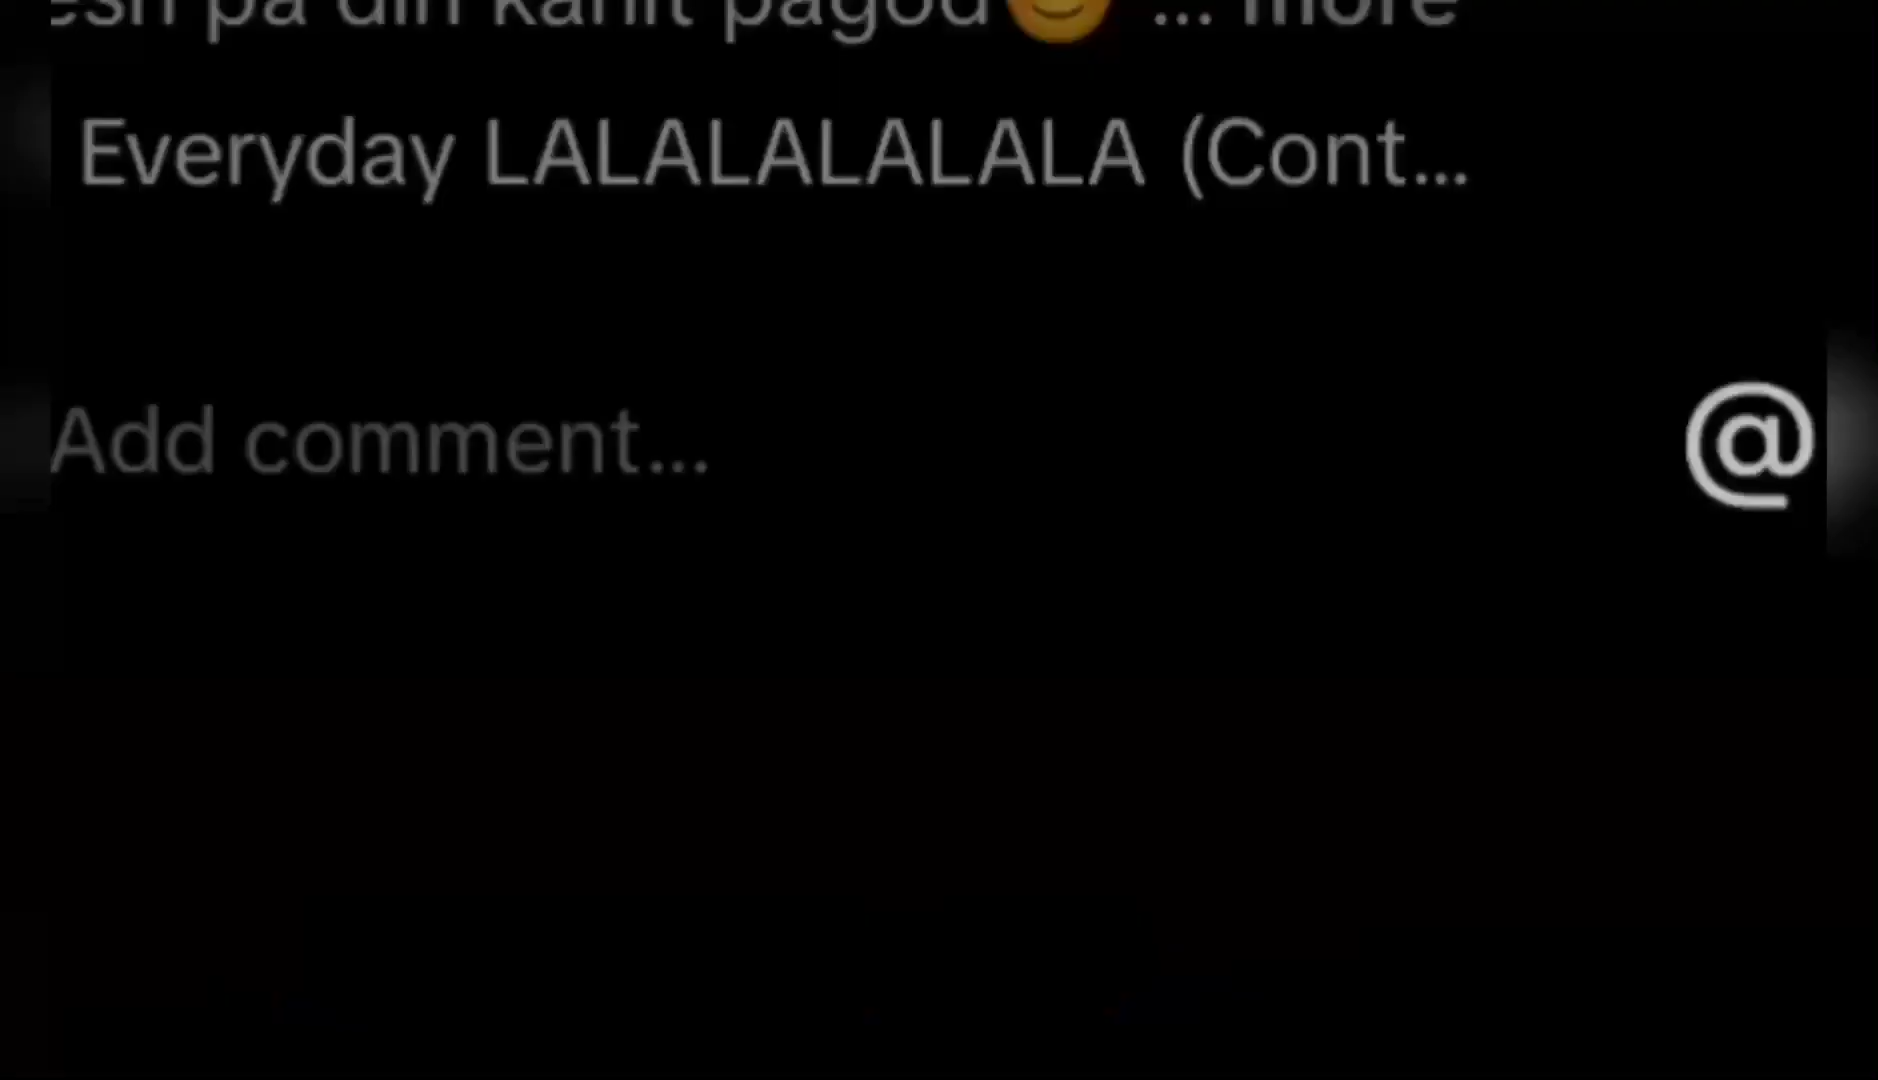 pa din kahit pagod😊 ... more
Everyday LALALALALALA (Cont...
Add comment...
@